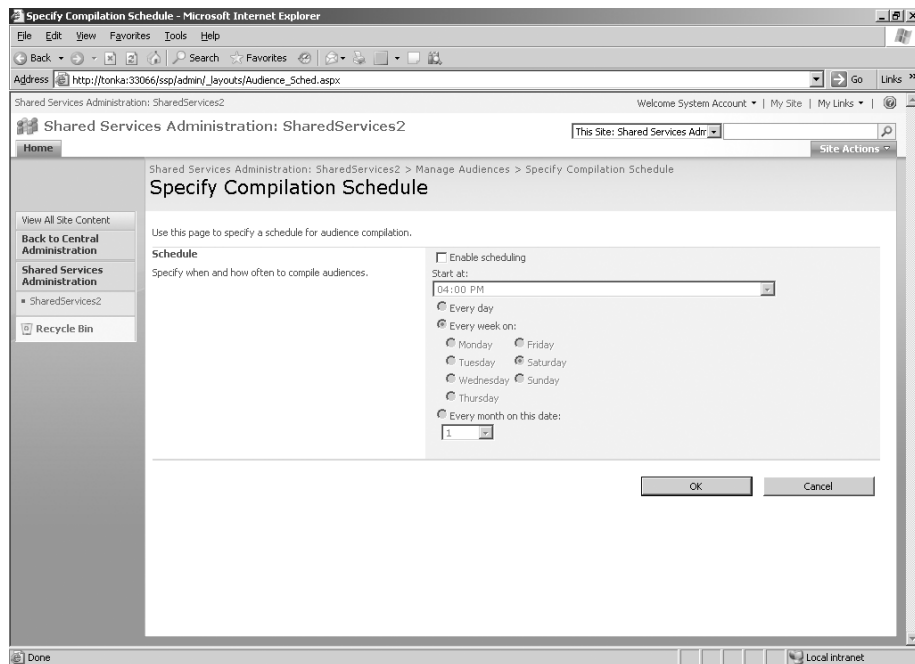 Specify Compilation Schedule - Microsoft Internet Explorer
File Edit View Favorites Tools Help
Back Search Favorites
Address http://tonka:33066/ssp/admin/_layouts/Audience_Sched.aspx Go Links »
Shared Services Administration: SharedServices2 Welcome System Account | My Site | My Links |
Shared Services Administration: SharedServices2 This Site: Shared Services Adm
Home Site Actions
Shared Services Administration: SharedServices2 > Manage Audiences > Specify Compilation Schedule
Specify Compilation Schedule
View All Site Content
Back to Central
Administration
Shared Services
Administration
SharedServices2
Recycle Bin
Use this page to specify a schedule for audience compilation.
Schedule
Specify when and how often to compile audiences.
Enable scheduling
Start at:
04:00 PM
Every day
Every week on:
Monday Friday
Tuesday Saturday
Wednesday Sunday
Thursday
Every month on this date:
1
OK Cancel
Done Local intranet